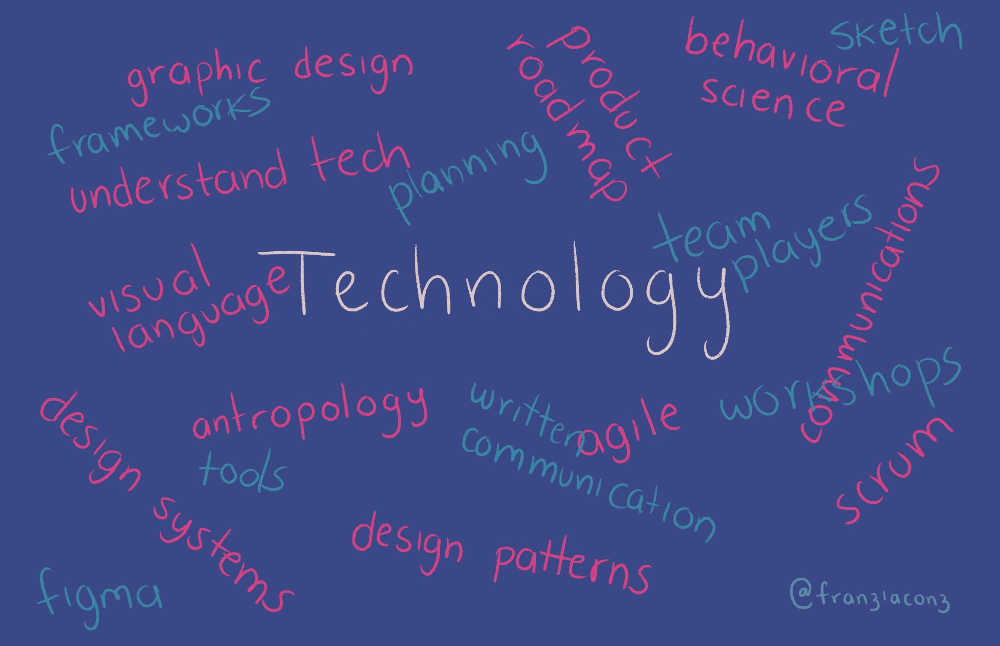 sketch
behavioral
science
product
roadmap
graphic design
frameworks
understand tech
planning
team
players
communications
Technology
visual
language
workshops
antropology
written
communication
agile
design systems
tools
scrum
design patterns
figma
@franziaconz